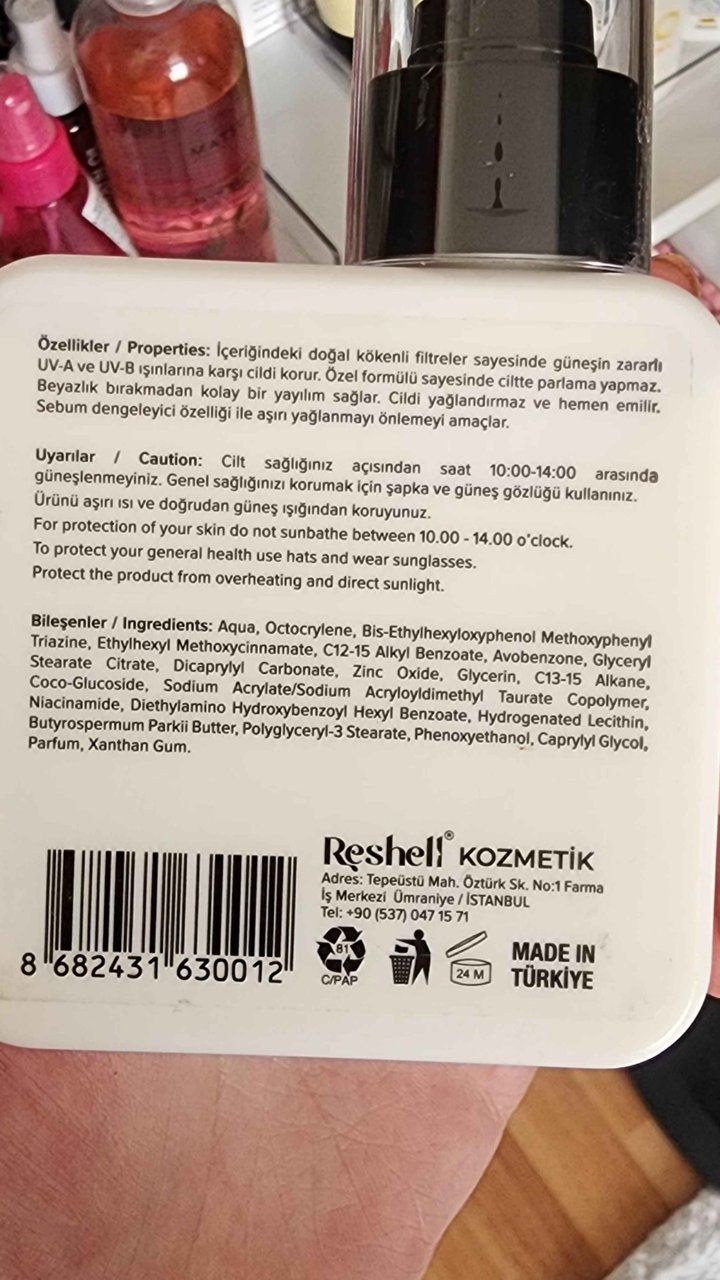 MATT
Özellikler / Properties: İçeriğindeki doğal kökenli filtreler sayesinde güneşin zararlı
UV-A ve UV-B ışınlarına karşı cildi korur. Özel formülü sayesinde ciltte parlama yapmaz.
Beyazlık bırakmadan kolay bir yayılım sağlar. Cildi yağlandırmaz ve hemen emilir.
Sebum dengeleyici özelliği ile aşırı yağlanmayı önlemeyi amaçlar.
Uyarılar / Caution: Cilt sağlığınız açısından saat 10:00-14:00 arasında
güneşlenmeyiniz. Genel sağlığınızı korumak için şapka ve güneş gözlüğü kullanınız.
Ürünü aşırı ısı ve doğrudan güneş ışığından koruyunuz.
For protection of your skin do not sunbathe between 10.00 - 14.00 o'clock.
To protect your general health use hats and wear sunglasses.
Protect the product from overheating and direct sunlight.
Bileşenler / Ingredients: Aqua, Octocrylene, Bis-Ethylhexyloxyphenol Methoxyphenyl
Triazine, Ethylhexyl Methoxycinnamate, C12-15 Alkyl Benzoate, Avobenzone, Glyceryl
Stearate Citrate, Dicaprylyl Carbonate, Zinc Oxide, Glycerin, C13-15 Alkane,
Coco-Glucoside, Sodium Acrylate/Sodium Acryloyldimethyl Taurate Copolymer,
Niacinamide, Diethylamino Hydroxybenzoyl Hexyl Benzoate, Hydrogenated Lecithin,
Butyrospermum Parkii Butter, Polyglyceryl-3 Stearate, Phenoxyethanol, Caprylyl Glycol,
Parfum, Xanthan Gum.
Reshell® KOZMETİK
Adres: Tepeüstü Mah. Öztürk Sk. No:1 Farma
İş Merkezi Ümraniye / İSTANBUL
Tel: +90 (537) 047 15 71
81
C/PAP
24 M
MADE IN
TÜRKİYE
8 682431 630012